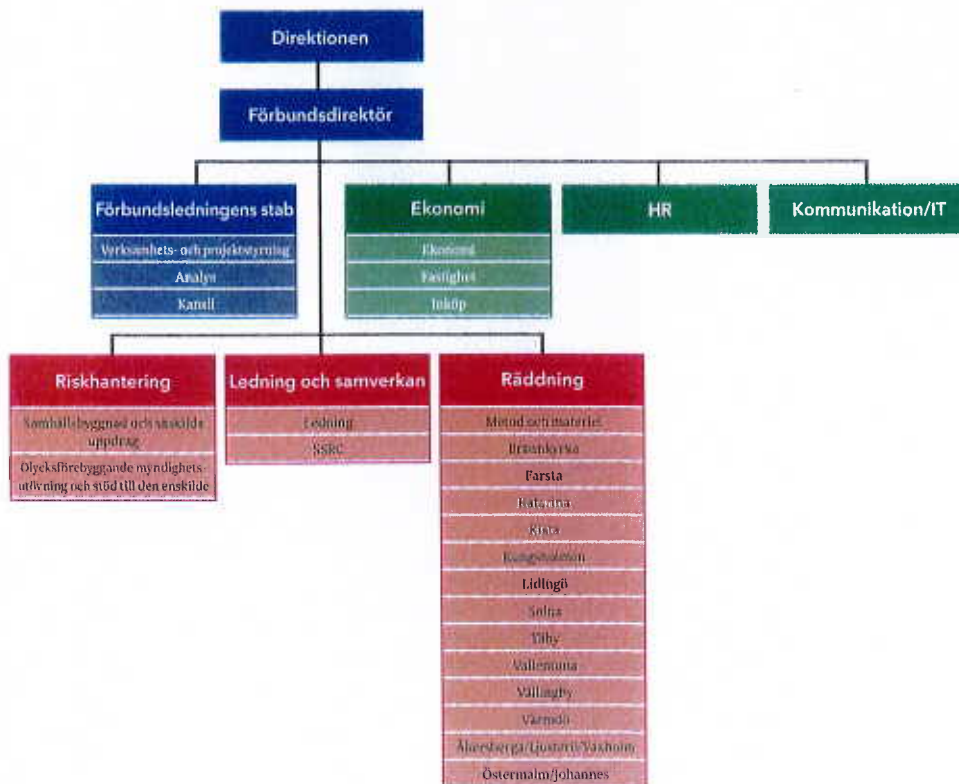 Direktionen
Förbundsdirektör
Förbundsledningens stab
Verksamhets- och projektstyrning
Analys
Kansli
Ekonomi
Ekonomi
Fastighet
Inköp
HR
Kommunikation/IT
Riskhantering
Samhällsbyggnad och särskilda
uppdrag
Olycksförebyggande myndighets-
utövning och stöd till den enskilde
Ledning och samverkan
Ledning
SSRC
Räddning
Metod och materiel
Brännkyrka
Farsta
Katarina
Kista
Kungsholmen
Lidingö
Solna
Täby
Vallentuna
Vällingby
Värmdö
Åkersberga/Ljusterö/Vaxholm
Östermalm/Johannes